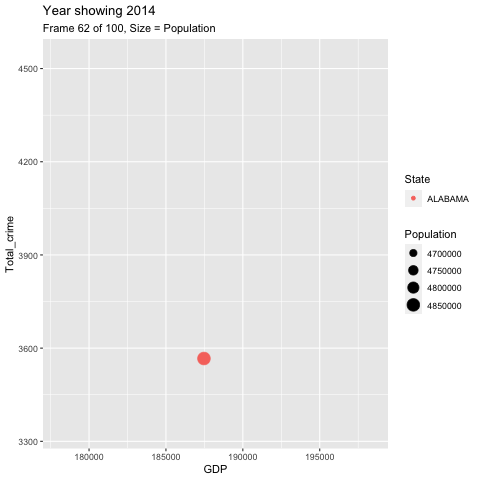 Year showing 2014
Frame 62 of 100, Size = Population
4500
4200
3900
3600
3300
Total_crime
180000
185000
190000
195000
GDP
State
ALABAMA
Population
4700000
4750000
4800000
4850000